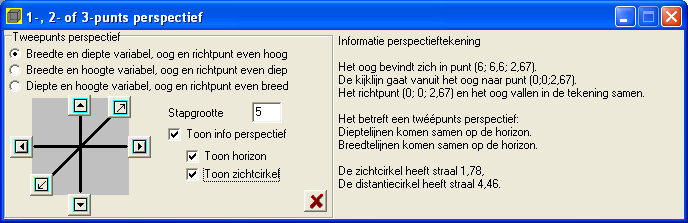 1-, 2- of 3-punts perspectief
Tweepunts perspectief
Breedte en diepte variabel, oog en richtpunt even hoog
Breedte en hoogte variabel, oog en richtpunt even diep
Diepte en hoogte variabel, oog en richtpunt even breed
Stapgrootte 5
Toon info perspectief
Toon horizon
Toon zichtcirkel
Informatie perspectieftekening
Het oog bevindt zich in punt (6; 6,6; 2,67).
De kijklijn gaat vanuit het oog naar punt (0;0;2,67).
Het richtpunt (0; 0; 2,67) en het oog vallen in de tekening samen.
Het betreft een twéépunts perspectief:
Dieptelijnen komen samen op de horizon.
Breedtelijnen komen samen op de horizon.
De zichtcirkel heeft straal 1,78,
De distantiecirkel heeft straal 4,46.